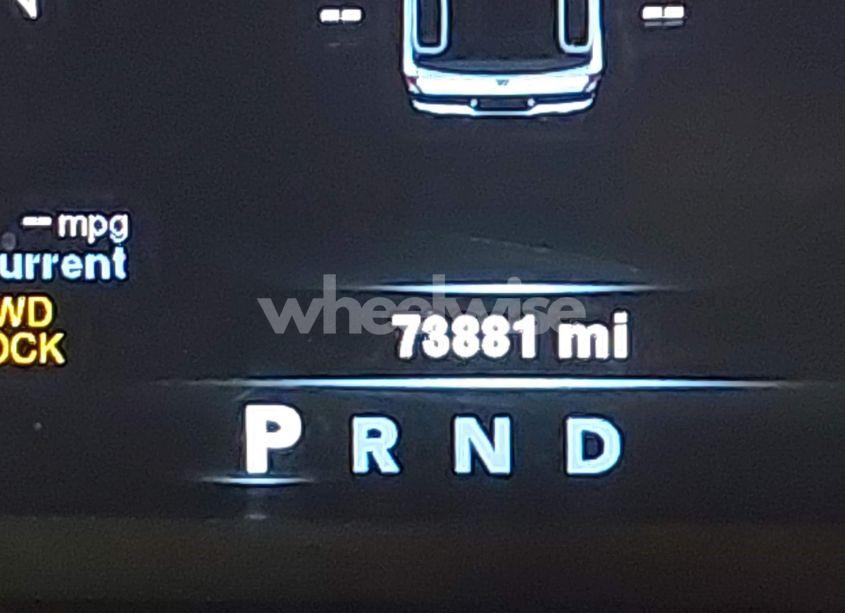 -- --
-- mpg
urrent
WD
OCK
wheelwise
73881 mi
P R N D